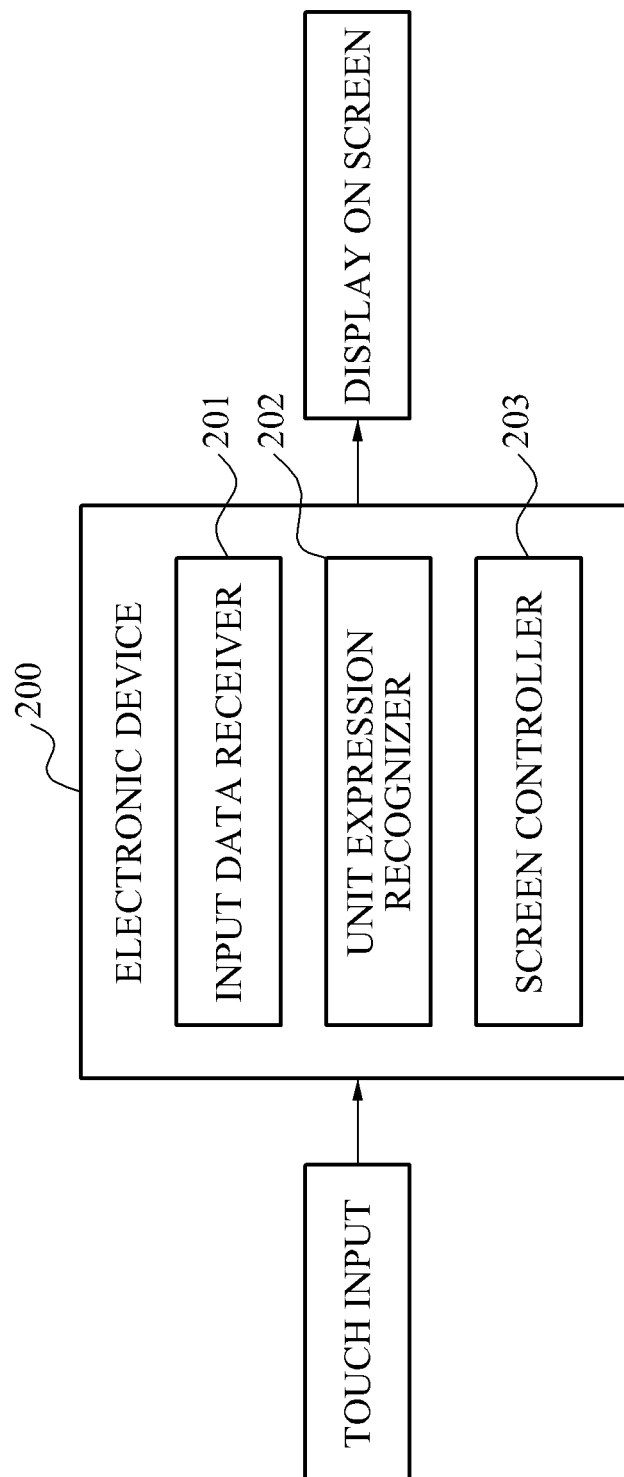 200
ELECTRONIC DEVICE
TOUCH INPUT
INPUT DATA RECEIVER
201
UNIT EXPRESSION
RECOGNIZER
202
SCREEN CONTROLLER
203
DISPLAY ON SCREEN